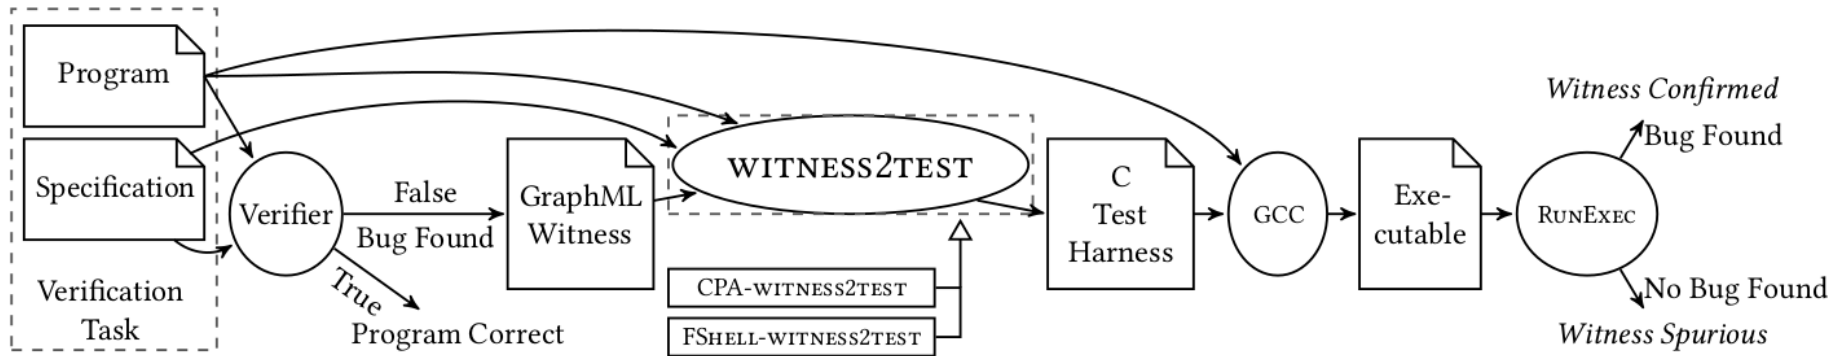 Program
Specification
Verification
Task
Verifier
False
Bug Found
True
Program Correct
GraphML
Witness
WITNESS2TEST
CPA-WITNESS2TEST
FSHELL-WITNESS2TEST
C
Test
Harness
GCC
Exe-
cutable
RUNEXEC
Witness Confirmed
Bug Found
No Bug Found
Witness Spurious